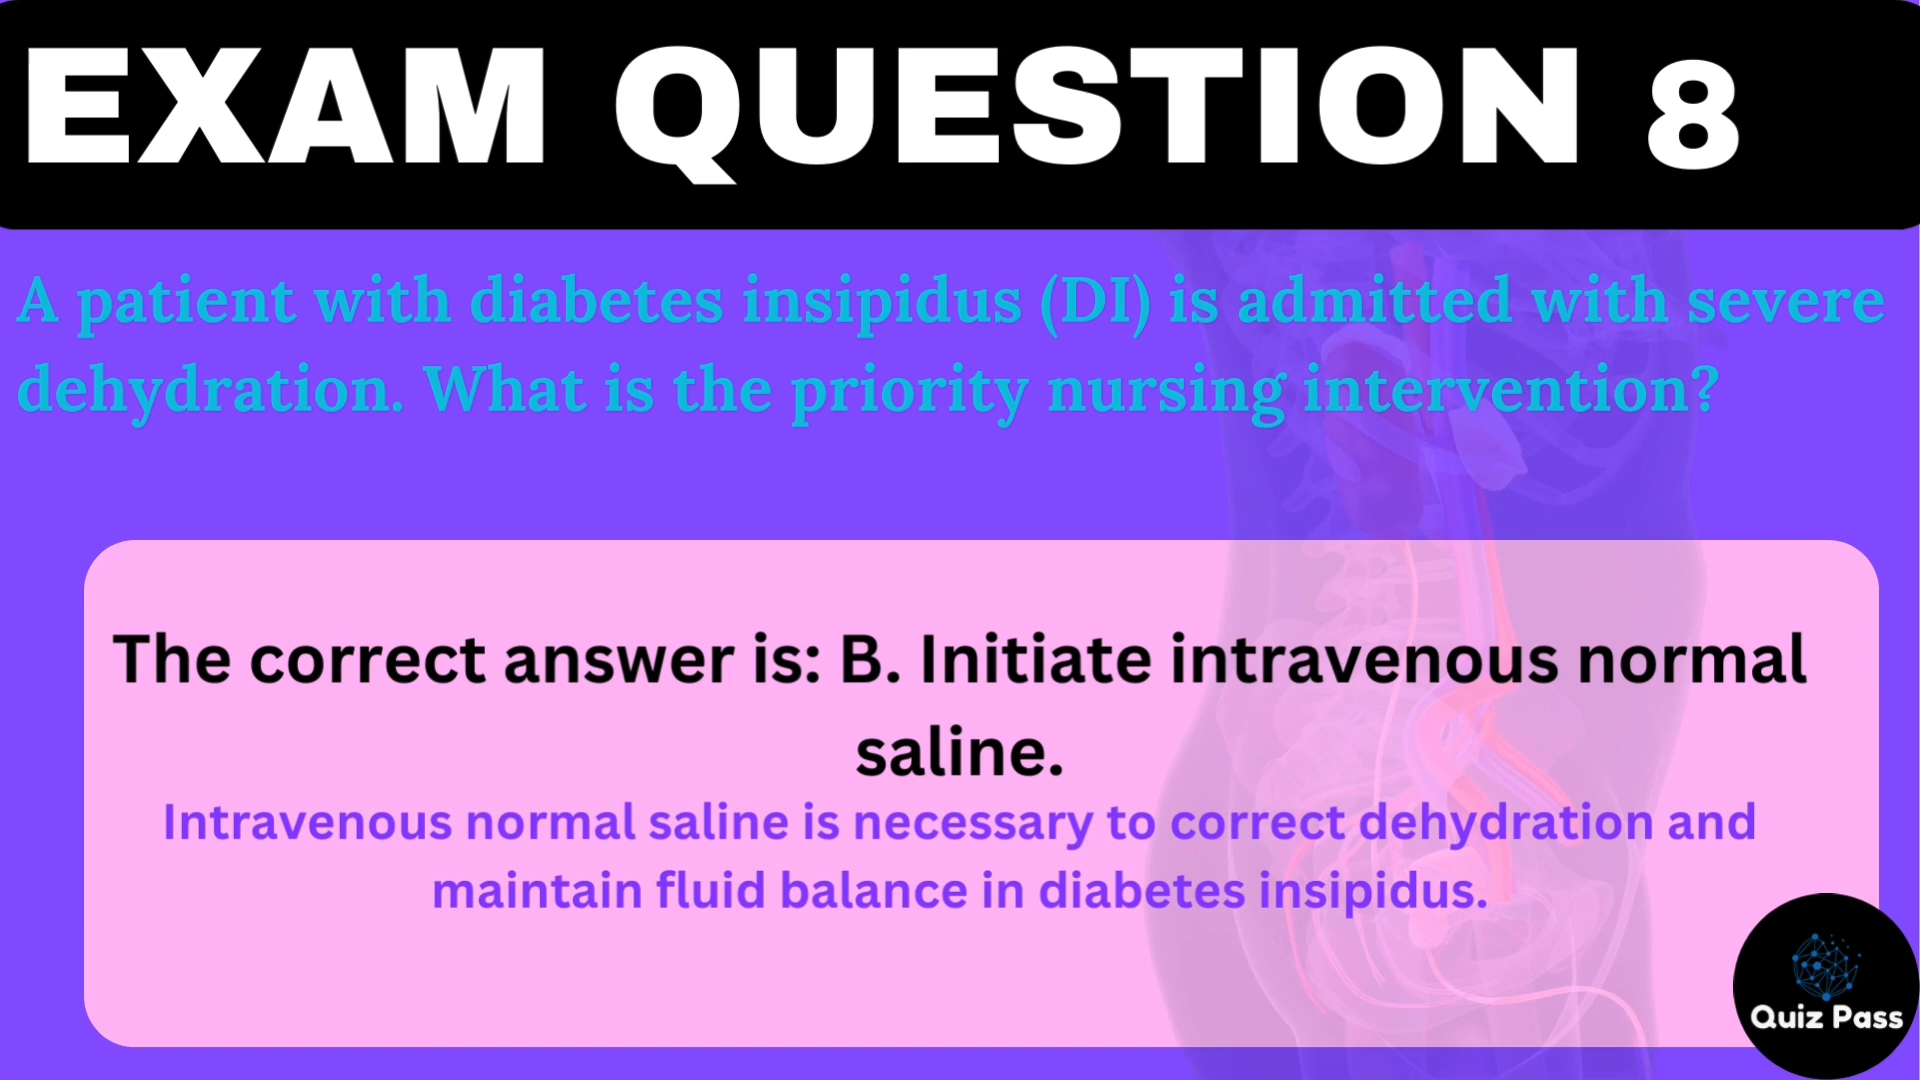 EXAM QUESTION 8
A patient with diabetes insipidus (DI) is admitted with severe
dehydration. What is the priority nursing intervention?
The correct answer is: B. Initiate intravenous normal
saline.
Intravenous normal saline is necessary to correct dehydration and
maintain fluid balance in diabetes insipidus.
Quiz Pass